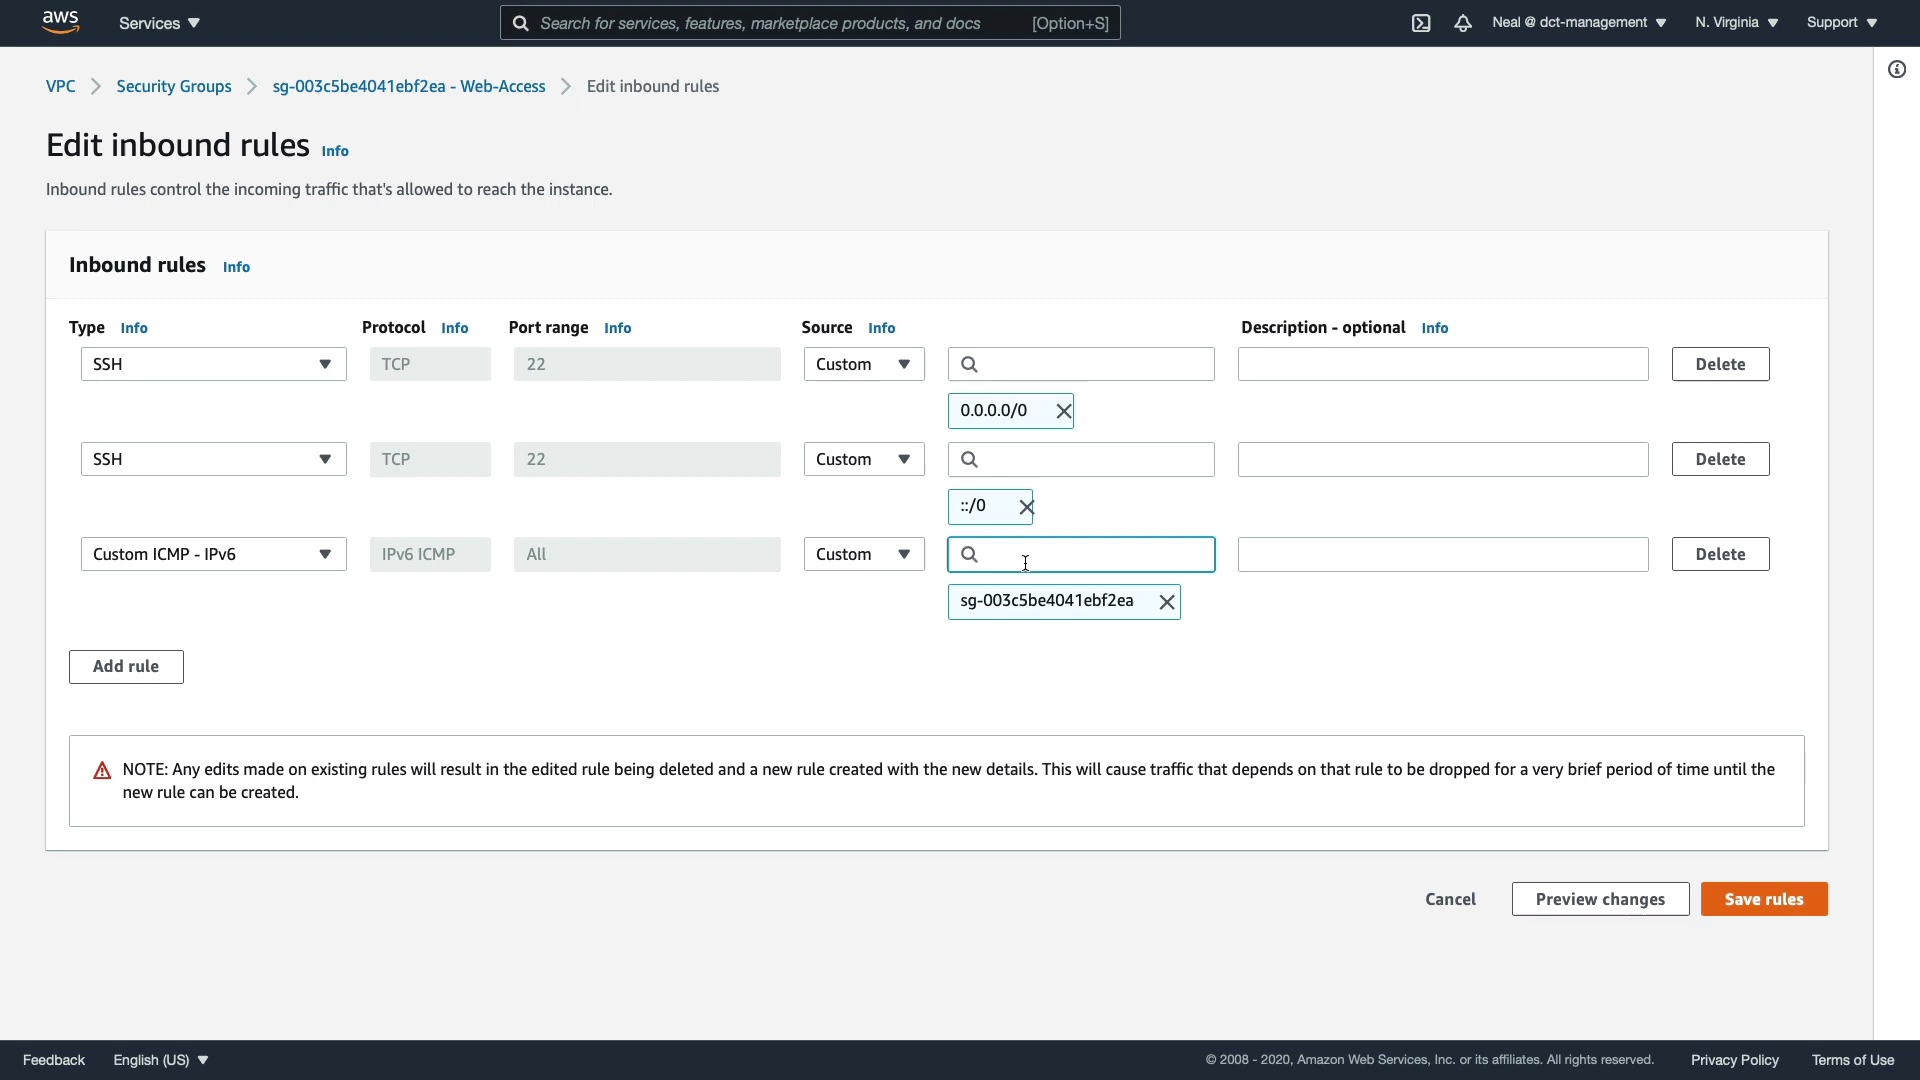 aws Services Search for services, features, marketplace products, and docs [Option+S] Neal @ dct-management N. Virginia Support
VPC Security Groups sg-003c5be4041ebf2ea - Web-Access Edit inbound rules
Edit inbound rules Info
Inbound rules control the incoming traffic that's allowed to reach the instance.
Inbound rules Info
Type Info Protocol Info Port range Info Source Info Description - optional Info
SSH TCP 22 Custom Delete
0.0.0.0/0
SSH TCP 22 Custom Delete
::/0
Custom ICMP - IPv6 IPv6 ICMP All Custom Delete
sg-003c5be4041ebf2ea
Add rule
NOTE: Any edits made on existing rules will result in the edited rule being deleted and a new rule created with the new details. This will cause traffic that depends on that rule to be dropped for a very brief period of time until the
new rule can be created.
Cancel Preview changes Save rules
Feedback English (US) © 2008 - 2020, Amazon Web Services, Inc. or its affiliates. All rights reserved. Privacy Policy Terms of Use